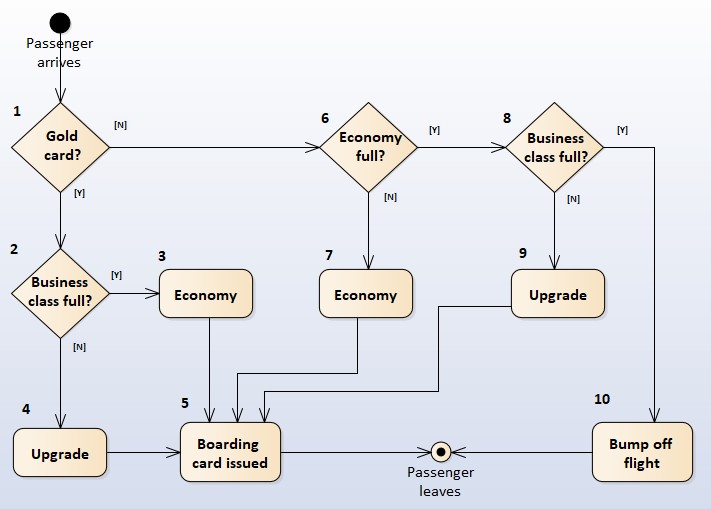 Passenger
arrives
1
Gold
card?
[N]
[Y]
6
Economy
full?
[Y]
[N]
8
Business
class full?
[Y]
[N]
2
Business
class full?
[Y]
[N]
3
Economy
7
Economy
9
Upgrade
4
Upgrade
5
Boarding
card issued
Passenger
leaves
10
Bump off
flight